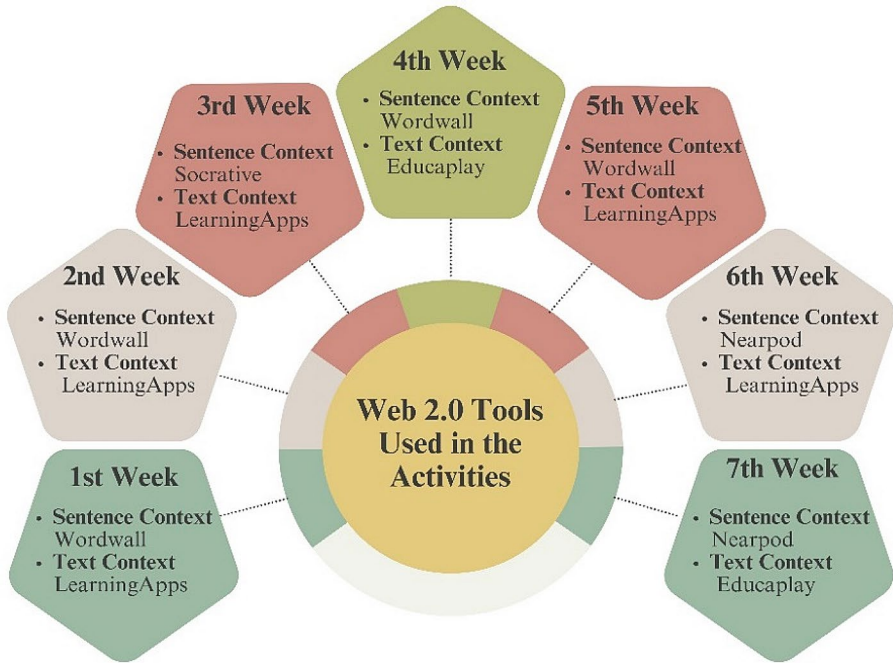 1st Week
• Sentence Context
Wordwall
• Text Context
LearningApps
2nd Week
• Sentence Context
Wordwall
• Text Context
LearningApps
3rd Week
• Sentence Context
Socrative
• Text Context
LearningApps
4th Week
• Sentence Context
Wordwall
• Text Context
Educaplay
5th Week
• Sentence Context
Wordwall
• Text Context
LearningApps
6th Week
• Sentence Context
Nearpod
• Text Context
LearningApps
7th Week
• Sentence Context
Nearpod
• Text Context
Educaplay
Web 2.0 Tools
Used in the
Activities